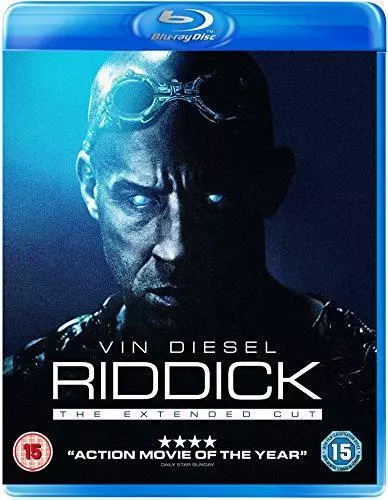 Blu-ray Disc
VIN DIESEL
RIDDICK
THE EXTENDED CUT
★★★★
15
"ACTION MOVIE OF THE YEAR"
DAILY STAR SUNDAY
15